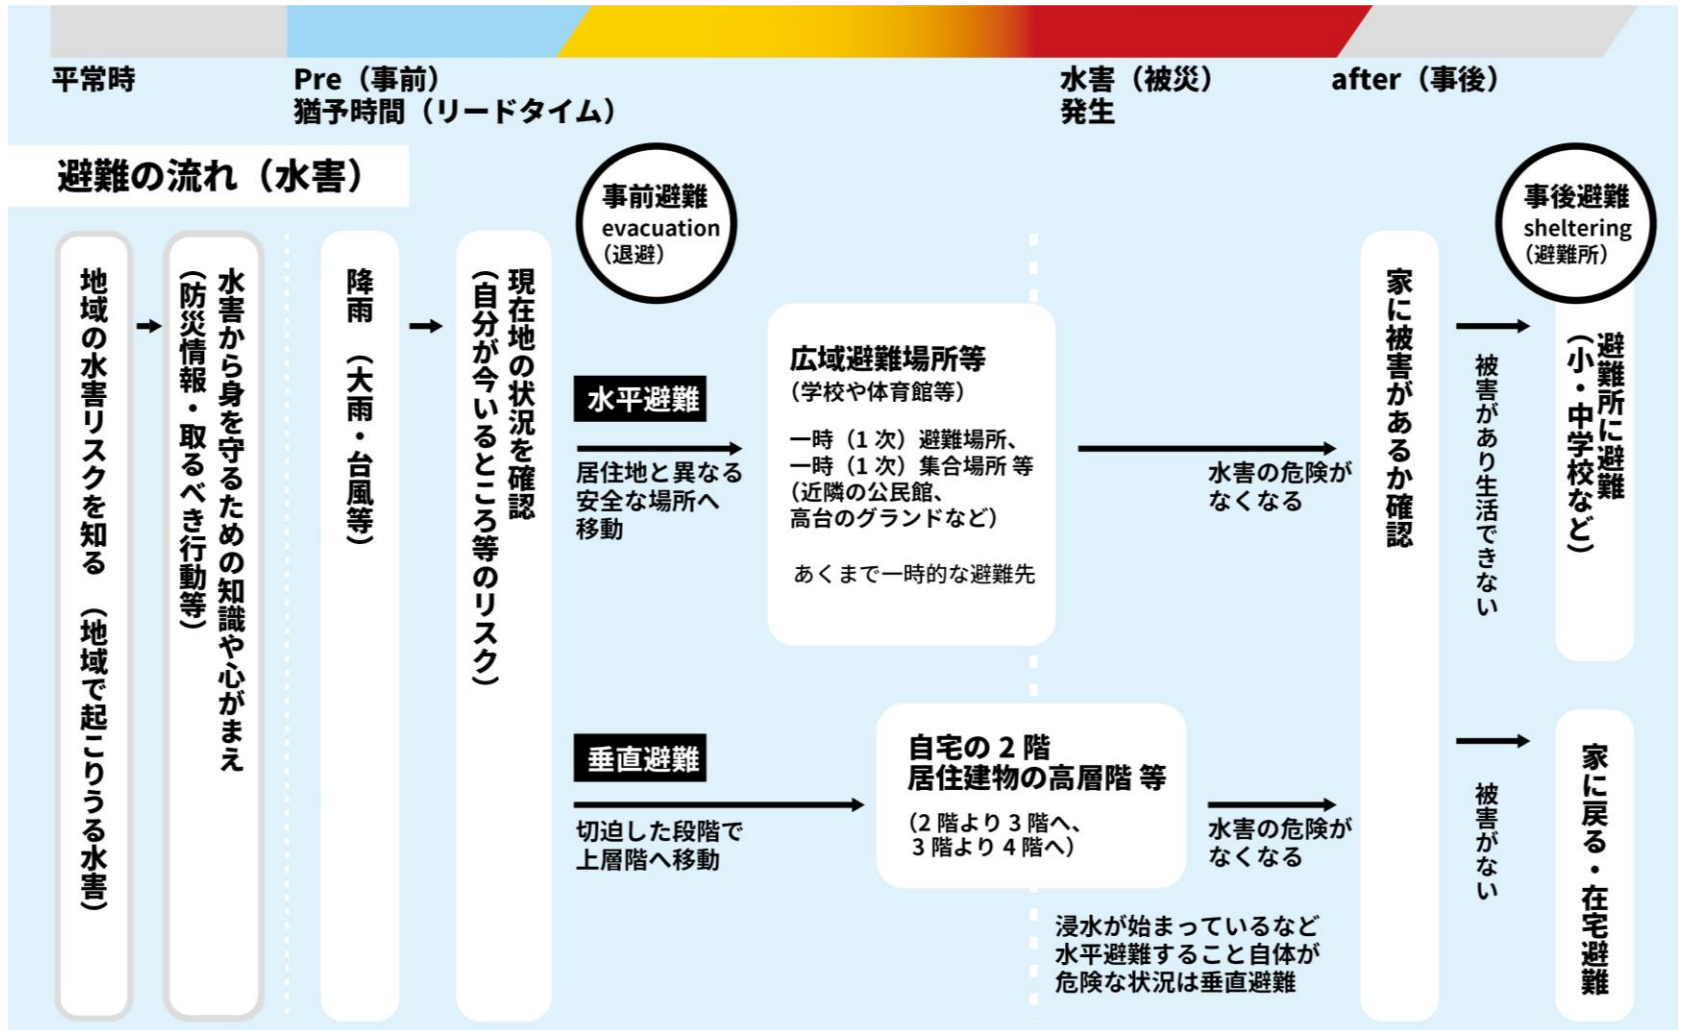 平常時
Pre（事前）
猶予時間（リードタイム）
水害（被災）
発生
after（事後）
避難の流れ（水害）
地域の水害リスクを知る （地域で起こりうる水害）
水害から身を守るための知識や心がまえ
（防災情報・取るべき行動等）
降雨 （大雨・台風等）
現在地の状況を確認
（自分が今いるところ等のリスク）
事前避難
evacuation
（退避）
水平避難
居住地と異なる
安全な場所へ
移動
広域避難場所等
（学校や体育館等）
一時（1 次）避難場所、
一時（1 次）集合場所 等
（近隣の公民館、
高台のグランドなど）
あくまで一時的な避難先
水害の危険が
なくなる
垂直避難
切迫した段階で
上層階へ移動
自宅の 2 階
居住建物の高層階 等
（2 階より 3 階へ、
3 階より 4 階へ）
水害の危険が
なくなる
浸水が始まっているなど
水平避難すること自体が
危険な状況は垂直避難
家に被害があるか確認
被害があり生活できない
事後避難
sheltering
（避難所）
避難所に避難
（小・中学校など）
被害がない
家に戻る・在宅避難